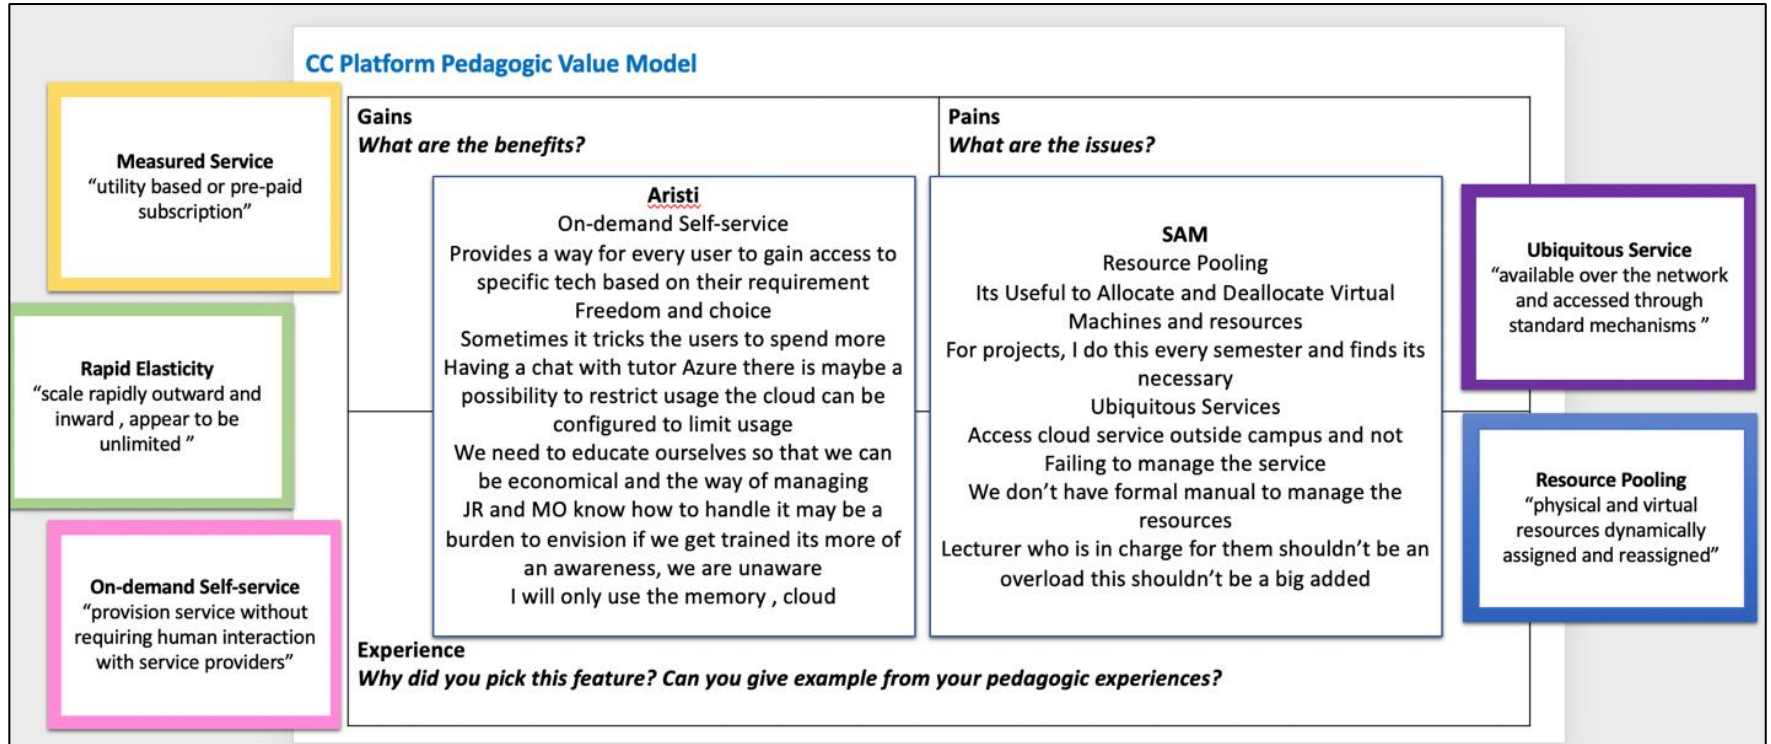 CC Platform Pedagogic Value Model
Measured Service
“utility based or pre-paid
subscription”
Rapid Elasticity
“scale rapidly outward and
inward , appear to be
unlimited ”
On-demand Self-service
“provision service without
requiring human interaction
with service providers”
Gains
What are the benefits?
Pains
What are the issues?
Aristi
On-demand Self-service
Provides a way for every user to gain access to
specific tech based on their requirement
Freedom and choice
Sometimes it tricks the users to spend more
Having a chat with tutor Azure there is maybe a
possibility to restrict usage the cloud can be
configured to limit usage
We need to educate ourselves so that we can
be economical and the way of managing
JR and MO know how to handle it may be a
burden to envision if we get trained its more of
an awareness, we are unaware
I will only use the memory , cloud
SAM
Resource Pooling
Its Useful to Allocate and Deallocate Virtual
Machines and resources
For projects, I do this every semester and finds its
necessary
Ubiquitous Services
Access cloud service outside campus and not
Failing to manage the service
We don’t have formal manual to manage the
resources
Lecturer who is in charge for them shouldn’t be an
overload this shouldn’t be a big added
Experience
Why did you pick this feature? Can you give example from your pedagogic experiences?
Ubiquitous Service
“available over the network
and accessed through
standard mechanisms ”
Resource Pooling
“physical and virtual
resources dynamically
assigned and reassigned”